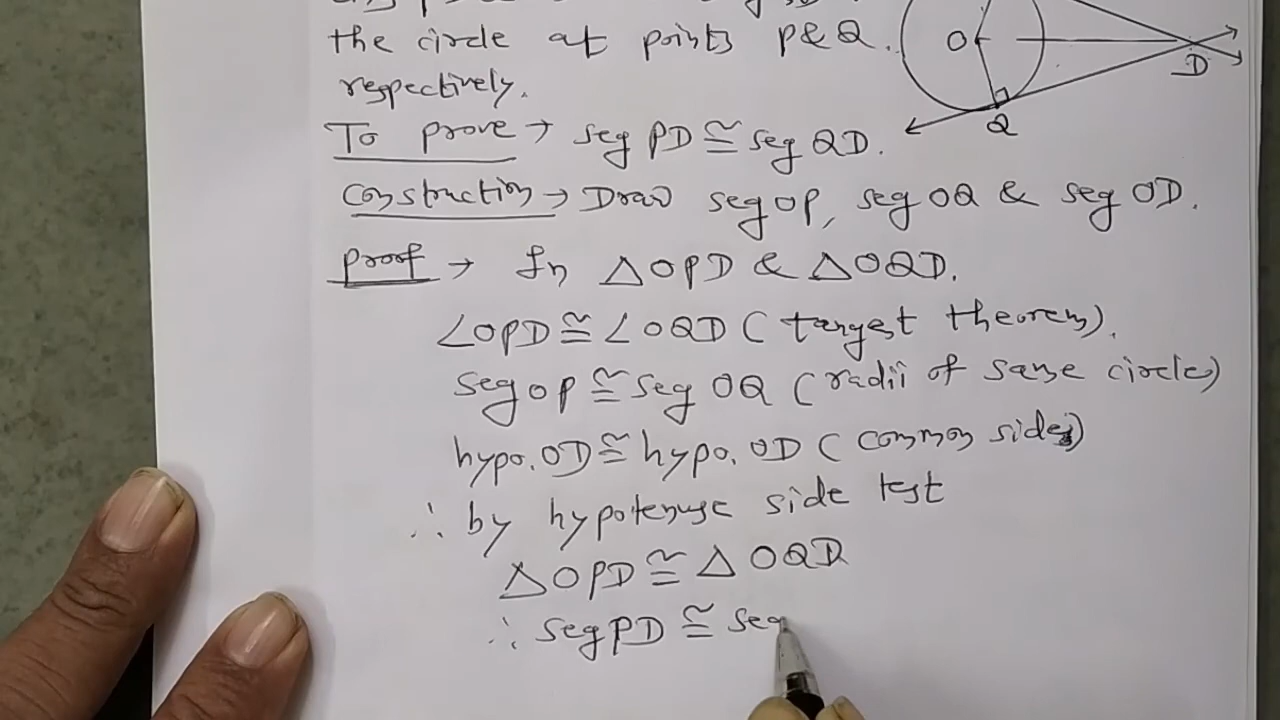 the circle at points P & Q.
respectively.
O
D
Q
To prove → seg PD ≅ seg QD.
Construction → Draw seg OP, seg OQ & seg OD.
Proof → In △OPD & △OQD.
∠OPD ≅ ∠OQD (tangent theorem).
seg OP ≅ seg OQ (radii of same circle)
hypo. OD ≅ hypo. OD (common side)
∴ by hypotenuse side test
△OPD ≅ △OQD
∴ seg PD ≅ seg